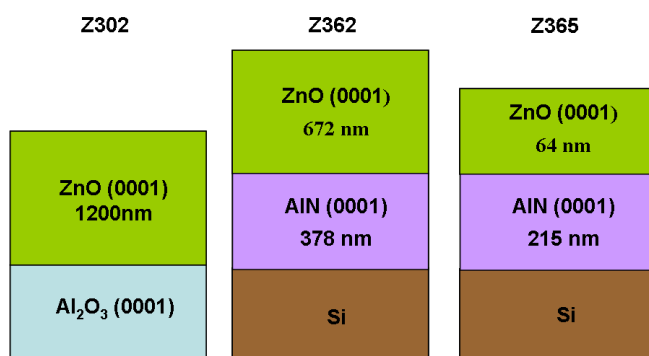 Z302
Z362
Z365
ZnO (0001)
1200nm
Al₂O₃ (0001)
ZnO (0001)
672 nm
AlN (0001)
378 nm
Si
ZnO (0001)
64 nm
AlN (0001)
215 nm
Si